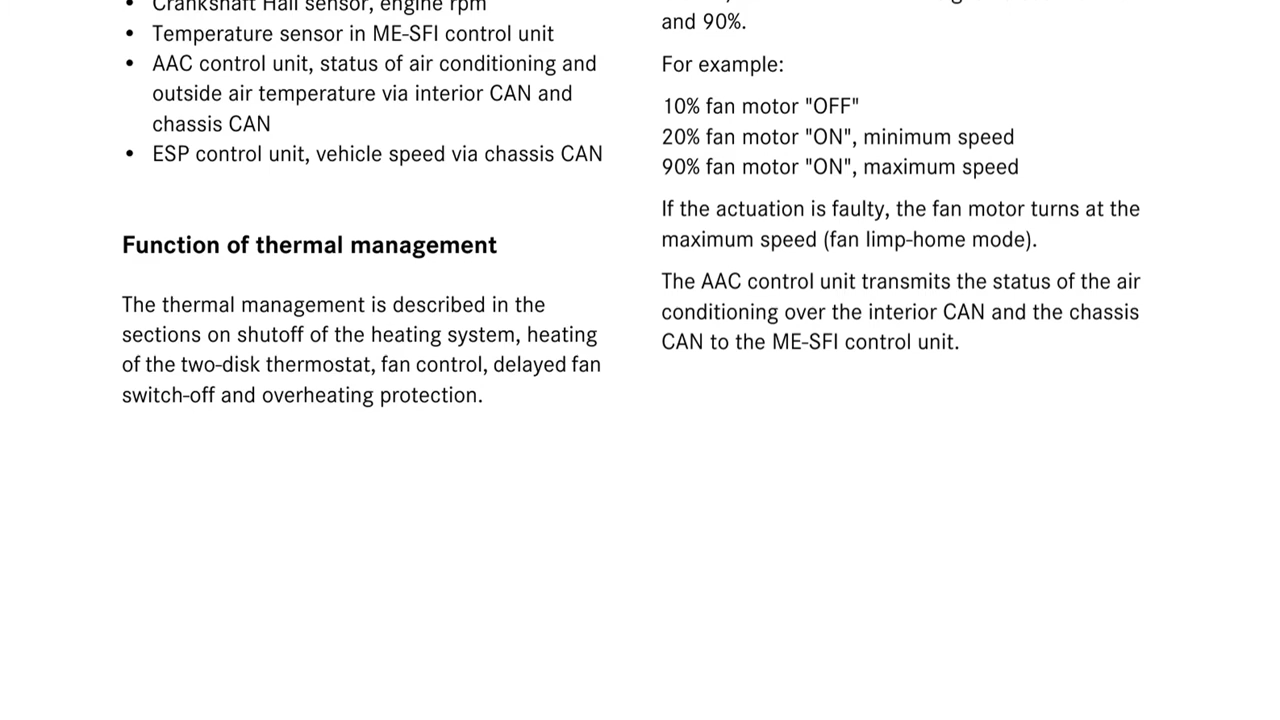 • Crankshaft Hall sensor, engine rpm
• Temperature sensor in ME-SFI control unit
• AAC control unit, status of air conditioning and
outside air temperature via interior CAN and
chassis CAN
• ESP control unit, vehicle speed via chassis CAN
Function of thermal management
The thermal management is described in the
sections on shutoff of the heating system, heating
of the two-disk thermostat, fan control, delayed fan
switch-off and overheating protection.
and 90%.
For example:
10% fan motor "OFF"
20% fan motor "ON", minimum speed
90% fan motor "ON", maximum speed
If the actuation is faulty, the fan motor turns at the
maximum speed (fan limp-home mode).
The AAC control unit transmits the status of the air
conditioning over the interior CAN and the chassis
CAN to the ME-SFI control unit.